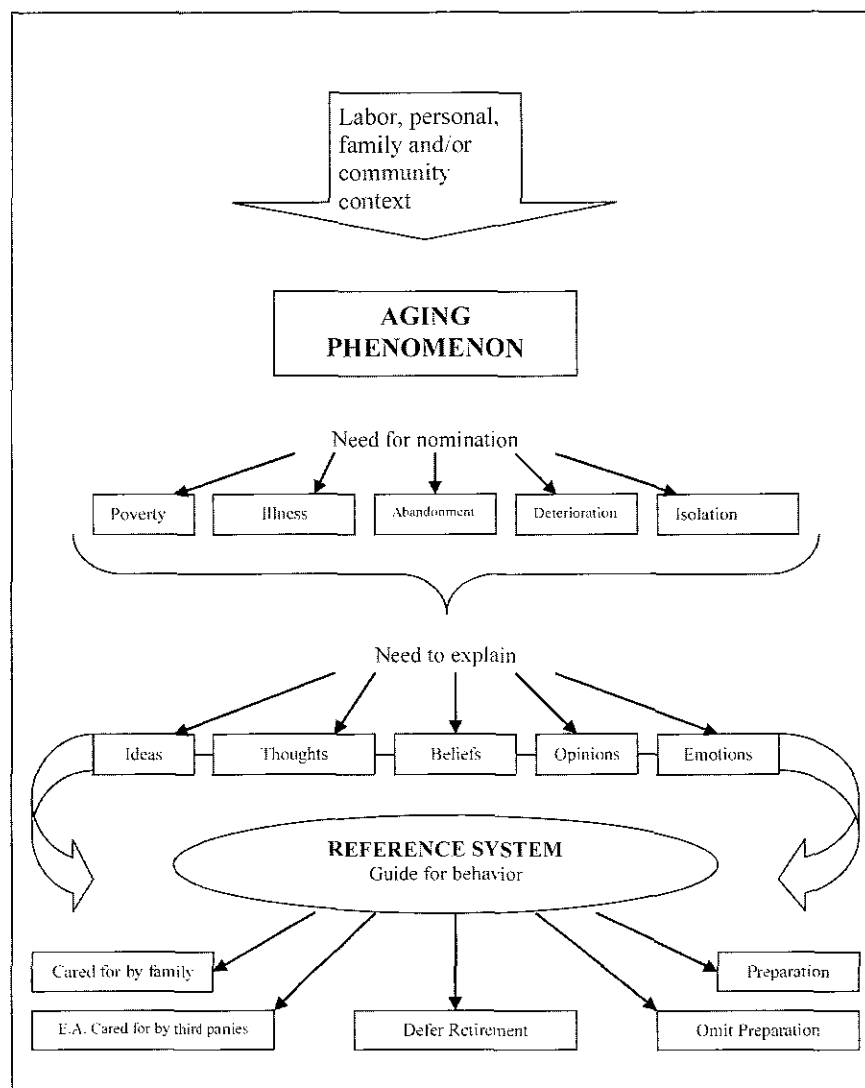 Labor, personal,
family and/or
community
context
AGING
PHENOMENON
Need for nomination
Poverty
Illness
Abandonment
Deterioration
Isolation
Need to explain
Ideas
Thoughts
Beliefs
Opinions
Emotions
REFERENCE SYSTEM
Guide for behavior
Cared for by family
Preparation
E.A. Cared for by third panies
Defer Retirement
Omit Preparation